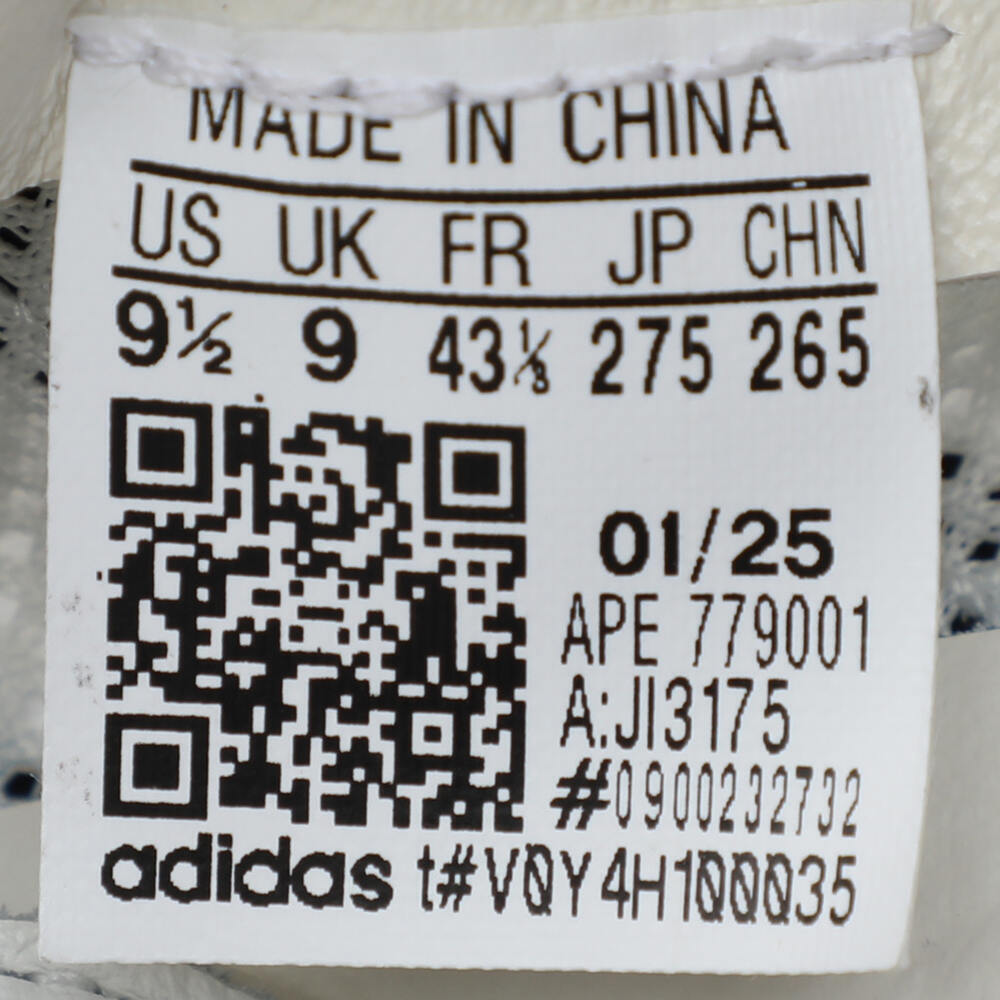 MADE IN CHINA
US UK FR JP CHN
9½ 9 43⅓ 275 265
01/25
APE 779001
A:JI3175
#0900232732
adidas t#VQY4H1000035